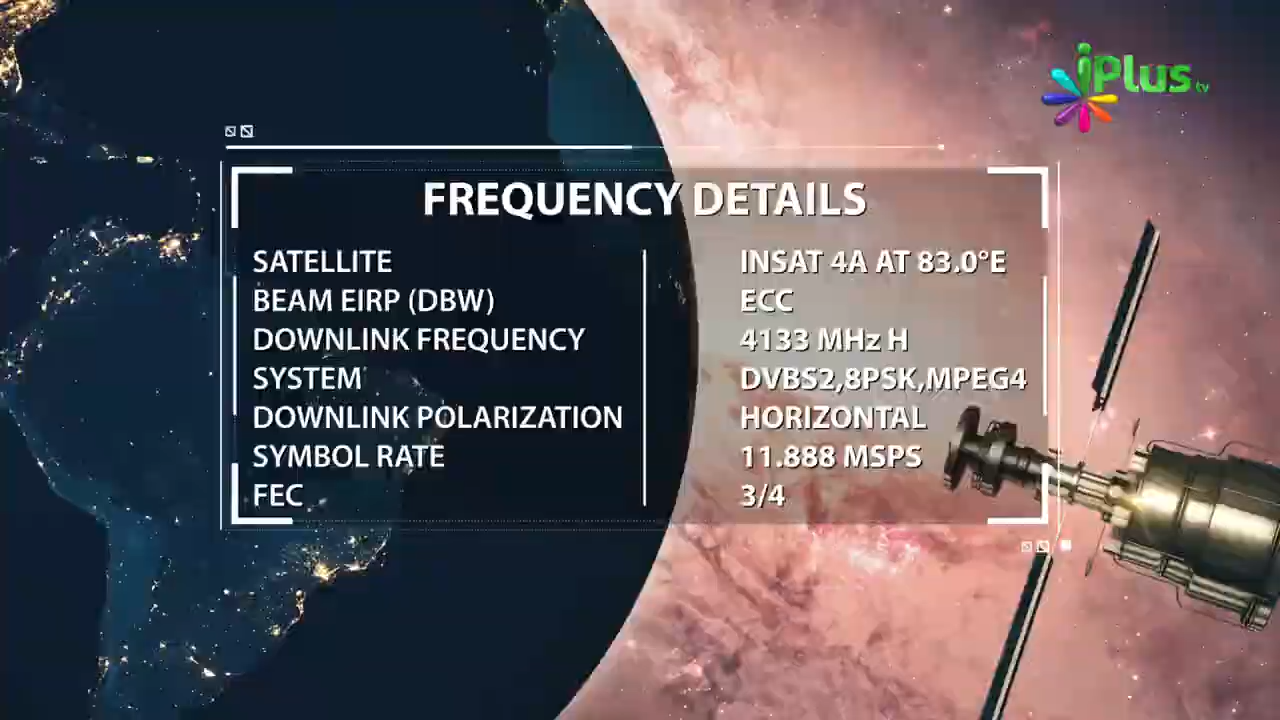 iPlus tv
FREQUENCY DETAILS
SATELLITE INSAT 4A AT 83.0°E
BEAM EIRP (DBW) ECC
DOWNLINK FREQUENCY 4133 MHz H
SYSTEM DVBS2,8PSK,MPEG4
DOWNLINK POLARIZATION HORIZONTAL
SYMBOL RATE 11.888 MSPS
FEC 3/4